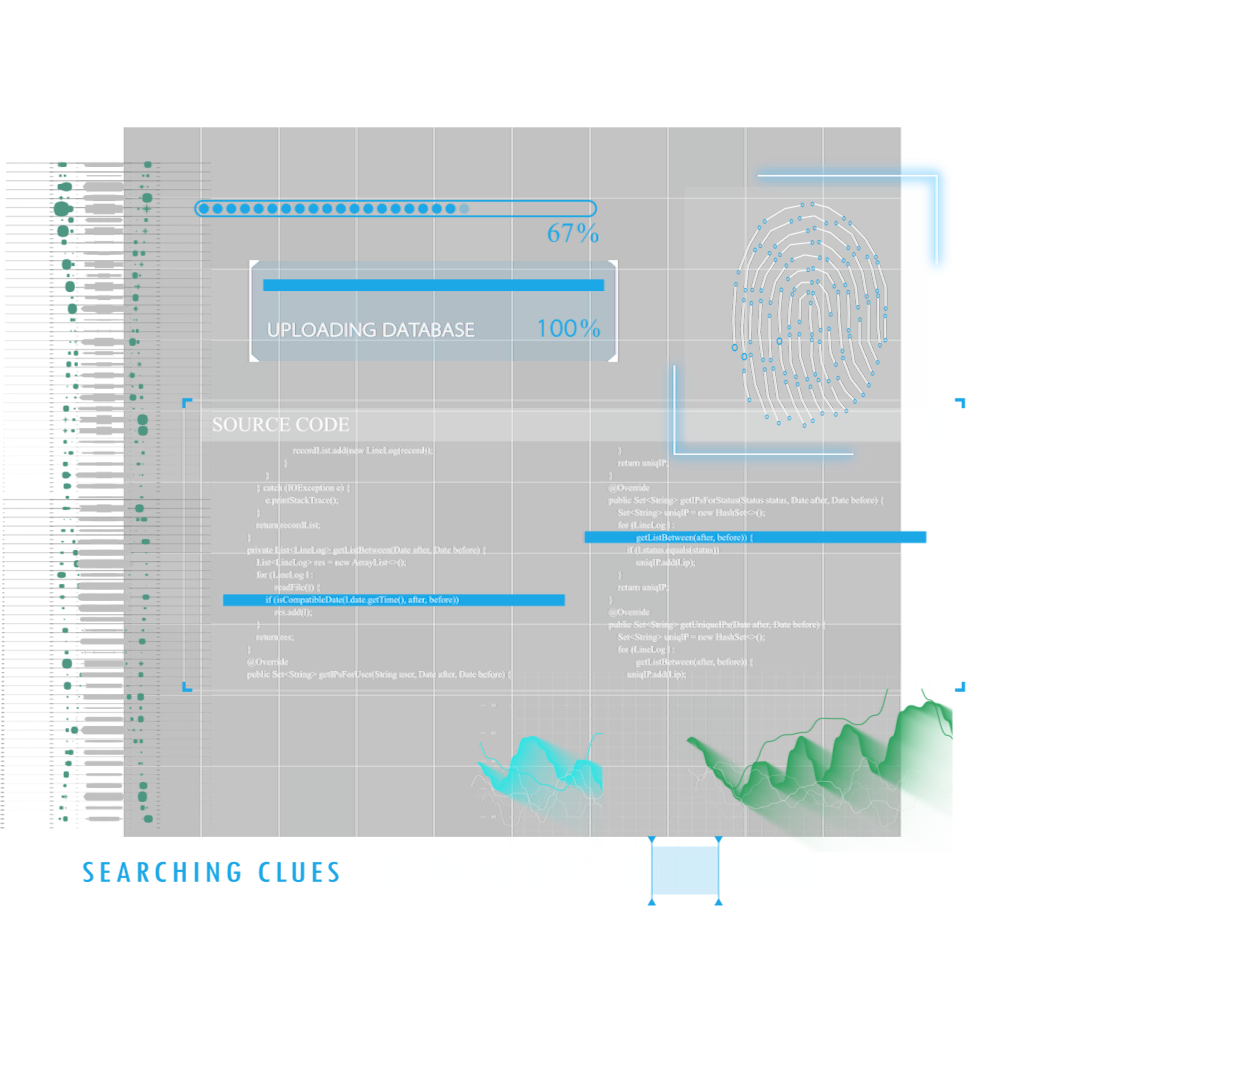 67%
UPLOADING DATABASE 100%
SOURCE CODE
recordList.add(new LineLog(record));
}
}
} catch (IOException e) {
e.printStackTrace();
}
return recordList;
}
private List<LineLog> getListBetween(Date after, Date before) {
List<LineLog> res = new ArrayList<>();
for (LineLog l :
readFile()) {
if (isCompatibleDate(l.date.getTime(), after, before))
res.add(l);
}
return res;
}
@Override
public Set<String> getIPsForUser(String user, Date after, Date before) {
}
return uniqIP;
}
@Override
public Set<String> getIPsForStatus(Status status, Date after, Date before) {
Set<String> uniqIP = new HashSet<>();
for (LineLog l :
getListBetween(after, before)) {
if (l.status.equals(status))
uniqIP.add(l.ip);
}
return uniqIP;
}
@Override
public Set<String> getUniqueIPs(Date after, Date before) {
Set<String> uniqIP = new HashSet<>();
for (LineLog l :
getListBetween(after, before)) {
uniqIP.add(l.ip);
SEARCHING CLUES